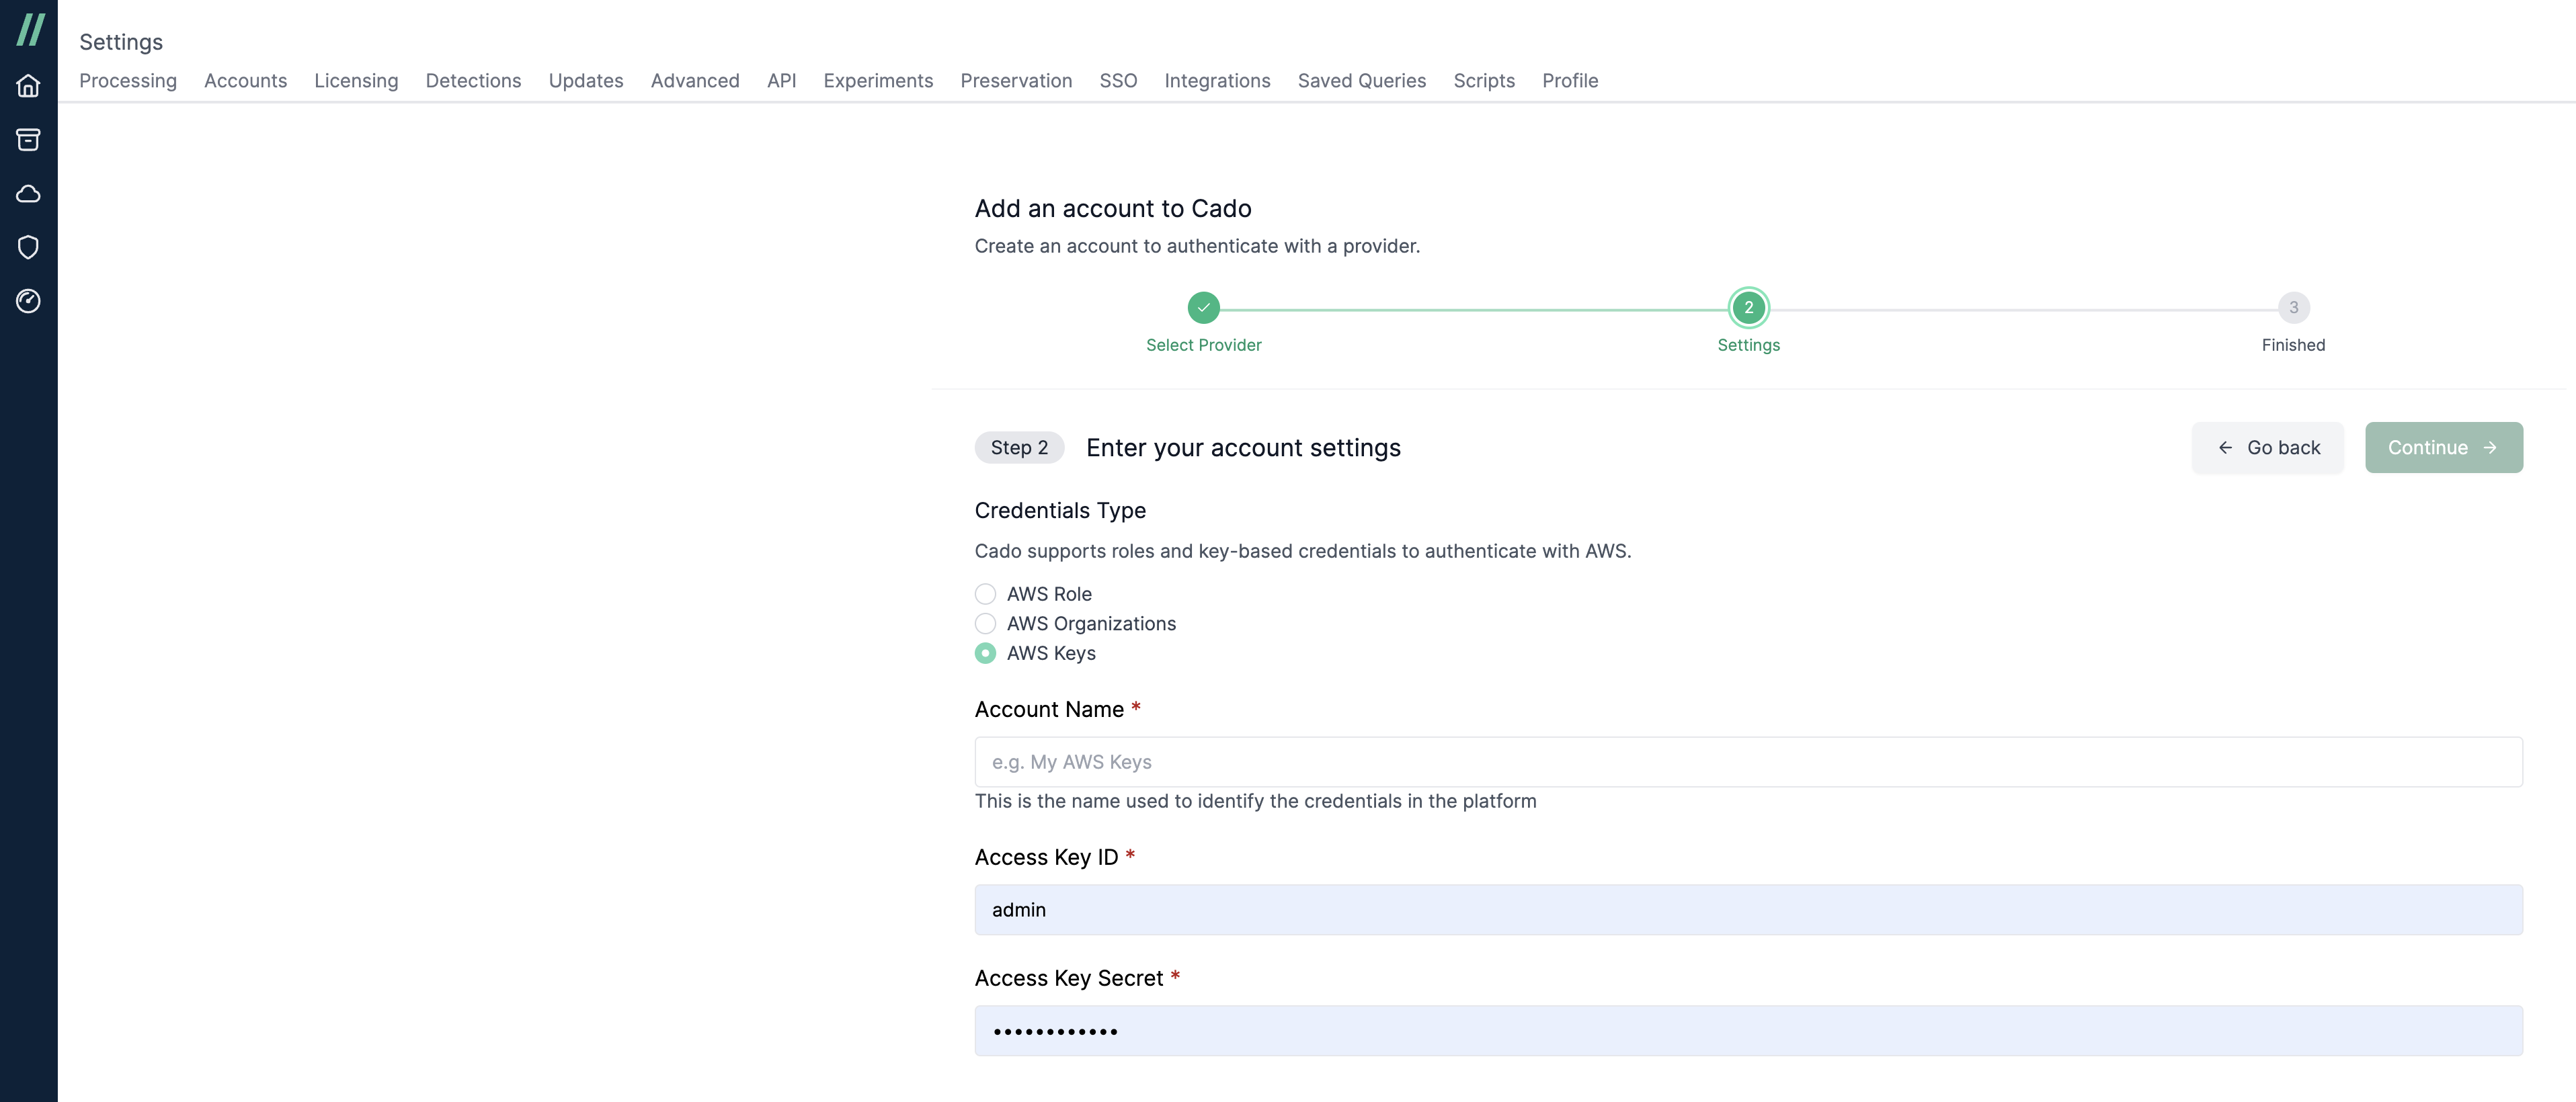 Settings
Processing Accounts Licensing Detections Updates Advanced API Experiments Preservation SSO Integrations Saved Queries Scripts Profile
Add an account to Cado
Create an account to authenticate with a provider.
2 3
Select Provider Settings Finished
Step 2 Enter your account settings Go back Continue
Credentials Type
Cado supports roles and key-based credentials to authenticate with AWS.
AWS Role
AWS Organizations
AWS Keys
Account Name *
e.g. My AWS Keys
This is the name used to identify the credentials in the platform
Access Key ID *
admin
Access Key Secret *
••••••••••••